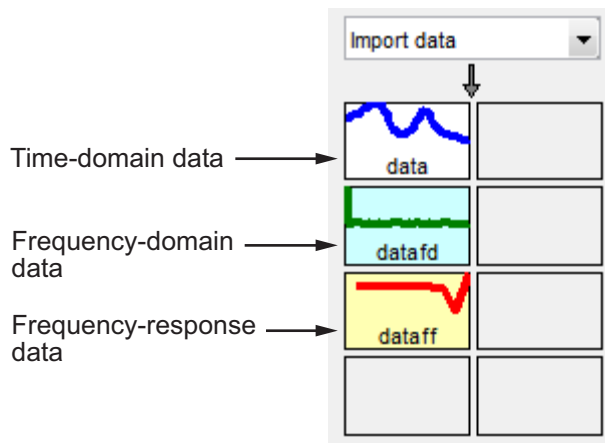 Import data
Time-domain data
data
Frequency-domain
data
datafd
Frequency-response
data
dataff